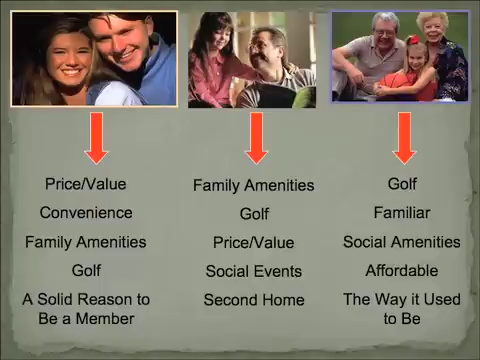 Price/Value
Convenience
Family Amenities
Golf
A Solid Reason to
Be a Member
Family Amenities
Golf
Price/Value
Social Events
Second Home
Golf
Familiar
Social Amenities
Affordable
The Way it Used
to Be